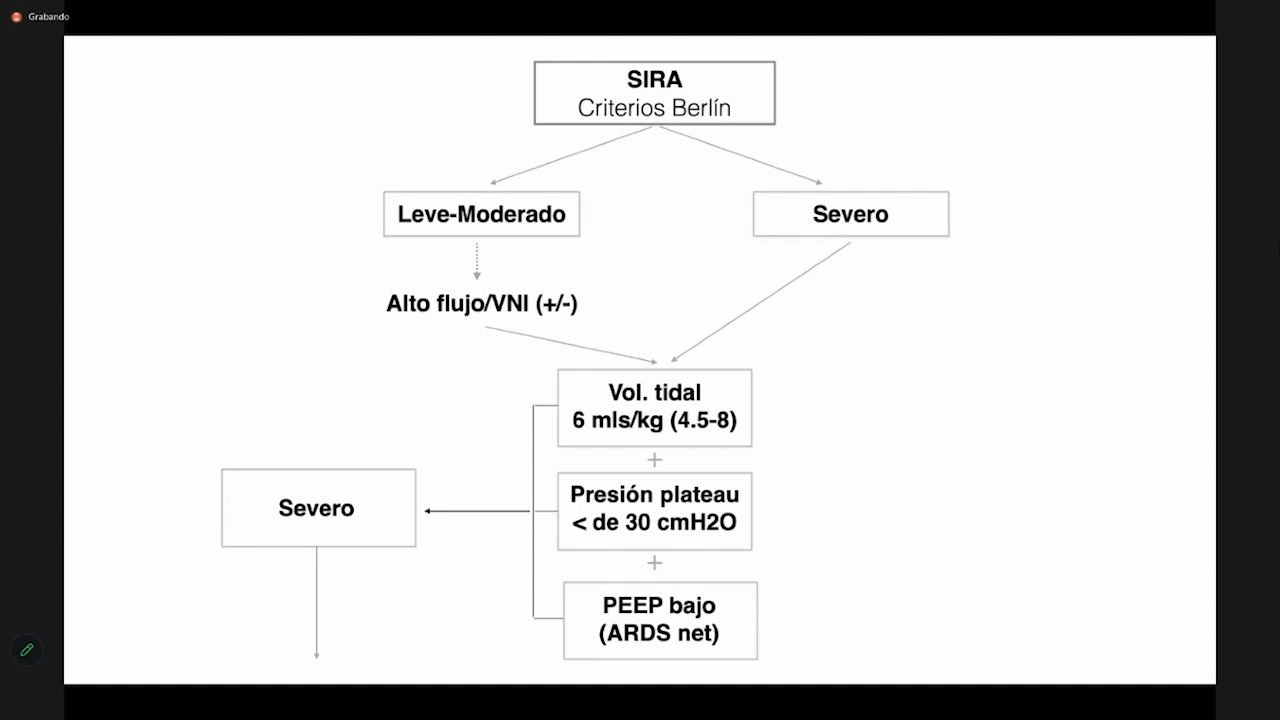 Grabando
SIRA
Criterios Berlín
Leve-Moderado
Severo
Alto flujo/VNI (+/-)
Vol. tidal
6 mls/kg (4.5-8)
+
Severo
Presión plateau
< de 30 cmH2O
+
PEEP bajo
(ARDS net)